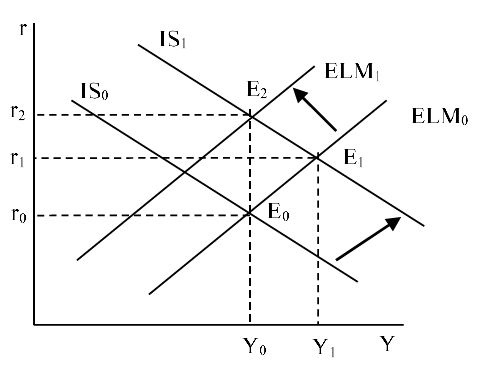 r
IS₁
ELM₁
E₂
IS₀
ELM₀
r₂
r₁
E₁
r₀
E₀
Y₀
Y₁
Y